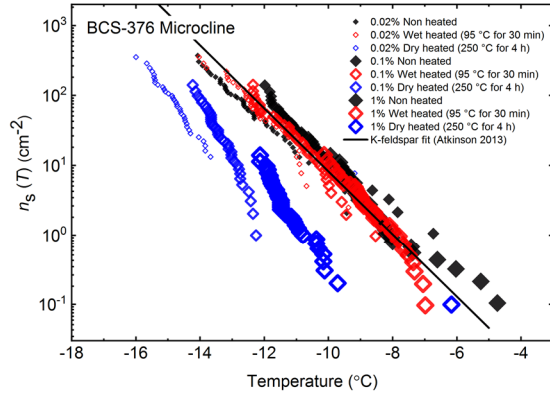 BCS-376 Microcline
0.02% Non heated
0.02% Wet heated (95 °C for 30 min)
0.02% Dry heated (250 °C for 4 h)
0.1% Non heated
0.1% Wet heated (95 °C for 30 min)
0.1% Dry heated (250 °C for 4 h)
1% Non heated
1% Wet heated (95 °C for 30 min)
1% Dry heated (250 °C for 4 h)
K-feldspar fit (Atkinson 2013)
10³
10²
10¹
10⁰
10⁻¹
nₛ (T) (cm⁻²)
-18 -16 -14 -12 -10 -8 -6 -4
Temperature (°C)